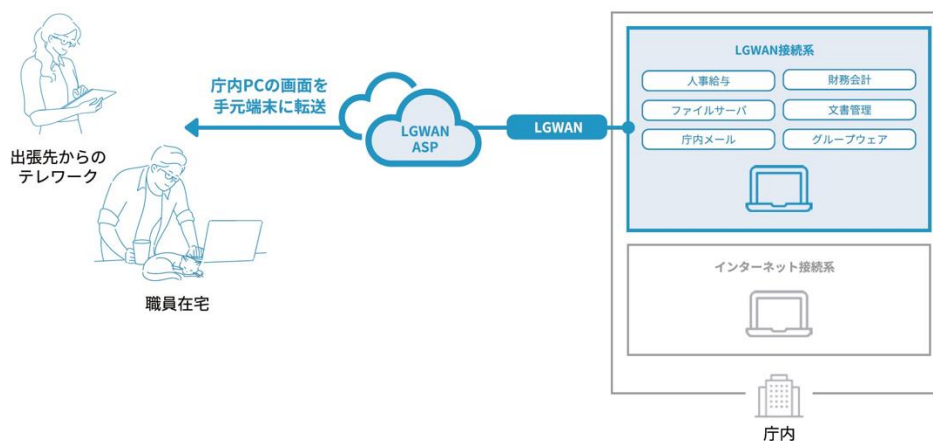 出張先からの
テレワーク
職員在宅
庁内PCの画面を
手元端末に転送
LGWAN
ASP
LGWAN
LGWAN接続系
人事給与
財務会計
ファイルサーバ
文書管理
庁内メール
グループウェア
インターネット接続系
庁内